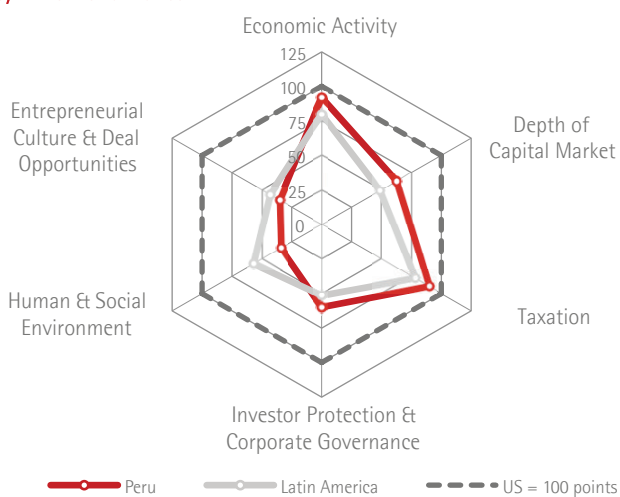 Economic Activity
125
100
75
50
25
0
Entrepreneurial
Culture & Deal
Opportunities
Depth of
Capital Market
Human & Social
Environment
Taxation
Investor Protection &
Corporate Governance
Peru
Latin America
US = 100 points